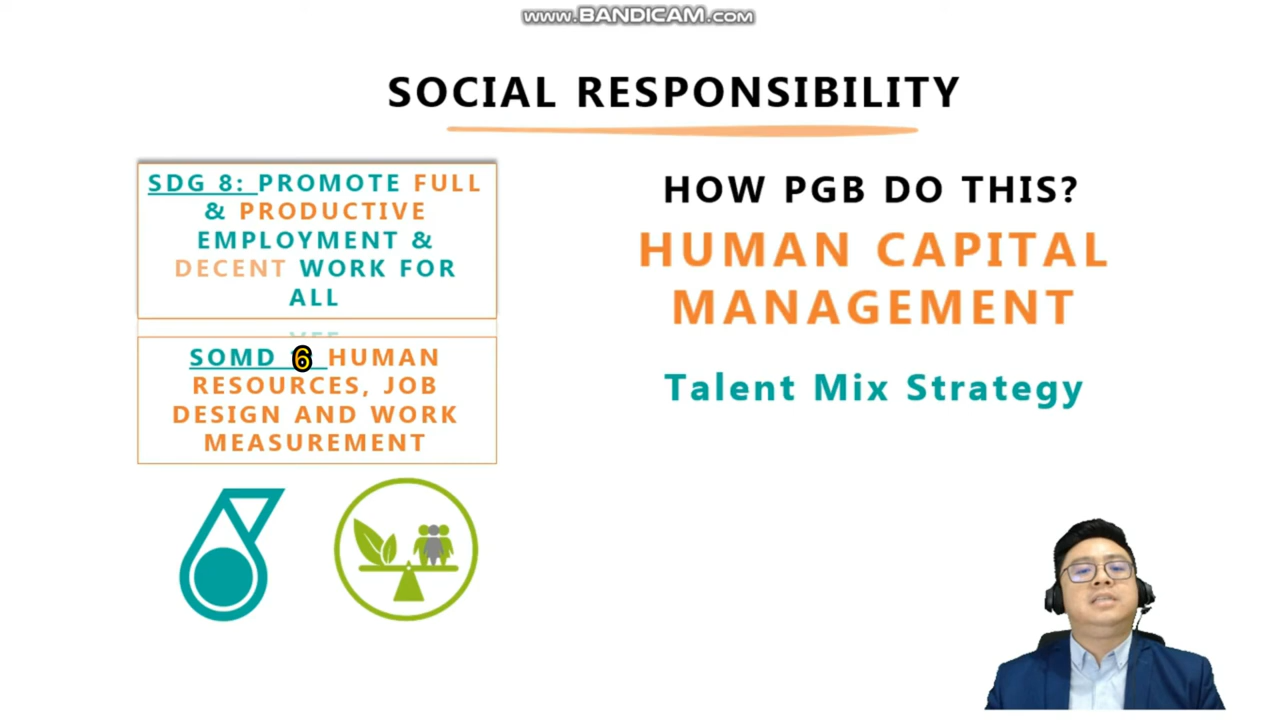 www.BANDICAM.com
SOCIAL RESPONSIBILITY
SDG 8: PROMOTE FULL
& PRODUCTIVE
EMPLOYMENT &
DECENT WORK FOR
ALL
SOMD 6 HUMAN
RESOURCES, JOB
DESIGN AND WORK
MEASUREMENT
HOW PGB DO THIS?
HUMAN CAPITAL
MANAGEMENT
Talent Mix Strategy